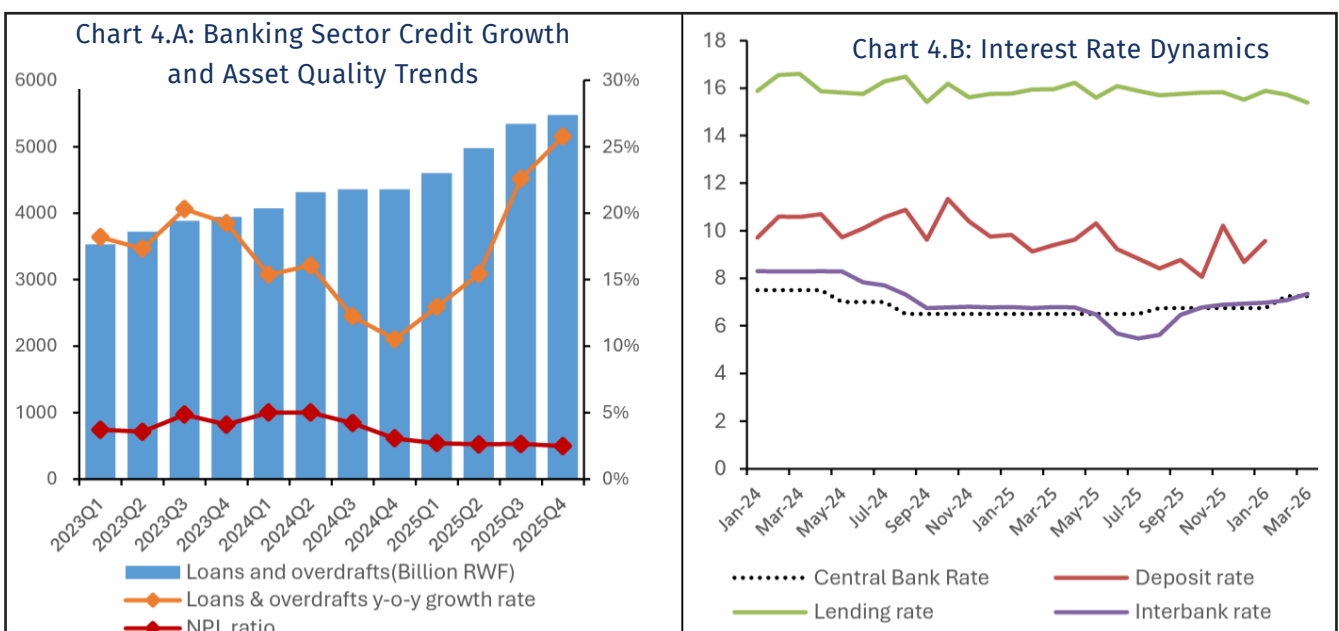 Chart 4.A: Banking Sector Credit Growth
and Asset Quality Trends
6000
5000
4000
3000
2000
1000
0
30%
25%
20%
15%
10%
5%
0%
2023Q1
2023Q2
2023Q3
2023Q4
2024Q1
2024Q2
2024Q3
2024Q4
2025Q1
2025Q2
2025Q3
2025Q4
Loans and overdrafts(Billion RWF)
Loans & overdrafts y-o-y growth rate
NPL ratio
Chart 4.B: Interest Rate Dynamics
18
16
14
12
10
8
6
4
2
0
Jan-24
Mar-24
May-24
Jul-24
Sep-24
Nov-24
Jan-25
Mar-25
May-25
Jul-25
Sep-25
Nov-25
Jan-26
Mar-26
Central Bank Rate
Deposit rate
Lending rate
Interbank rate